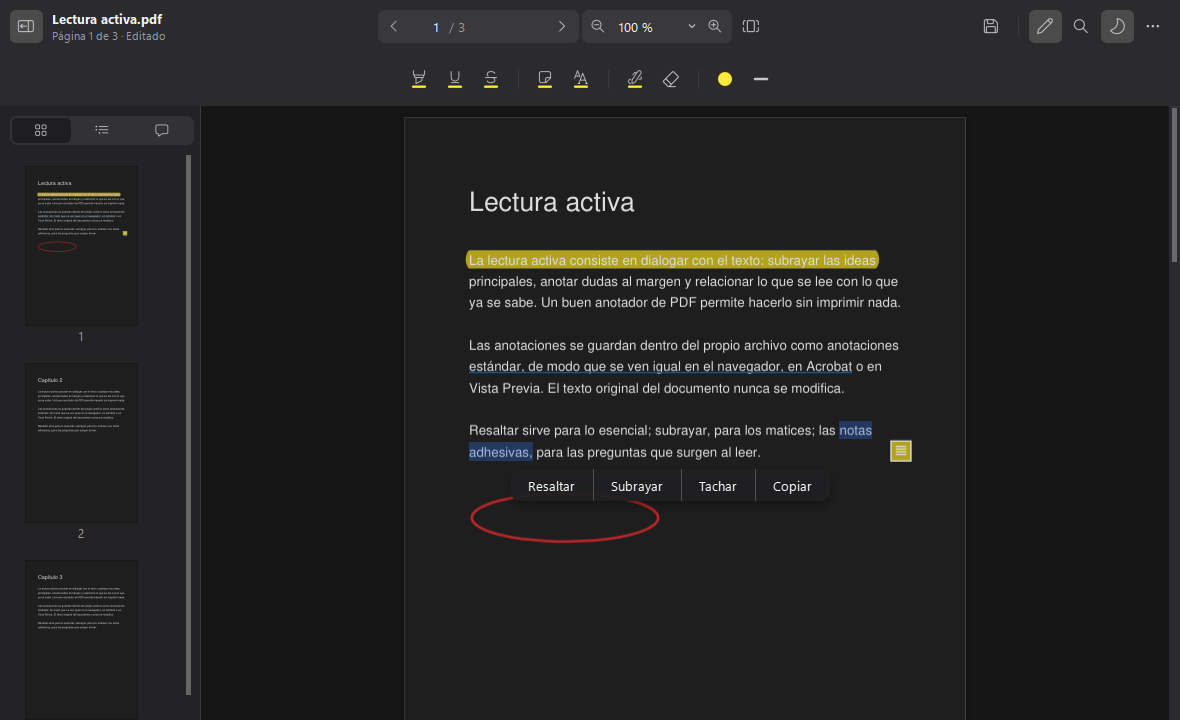 Lectura activa.pdf
Página 1 de 3 · Editado
1 / 3
100 %
Lectura activa
1
Capítulo 2
2
Capítulo 3
Lectura activa
La lectura activa consiste en dialogar con el texto: subrayar las ideas
principales, anotar dudas al margen y relacionar lo que se lee con lo que
ya se sabe. Un buen anotador de PDF permite hacerlo sin imprimir nada.
Las anotaciones se guardan dentro del propio archivo como anotaciones
estándar, de modo que se ven igual en el navegador, en Acrobat o en
Vista Previa. El texto original del documento nunca se modifica.
Resaltar sirve para lo esencial; subrayar, para los matices; las notas
adhesivas, para las preguntas que surgen al leer.
Resaltar
Subrayar
Tachar
Copiar